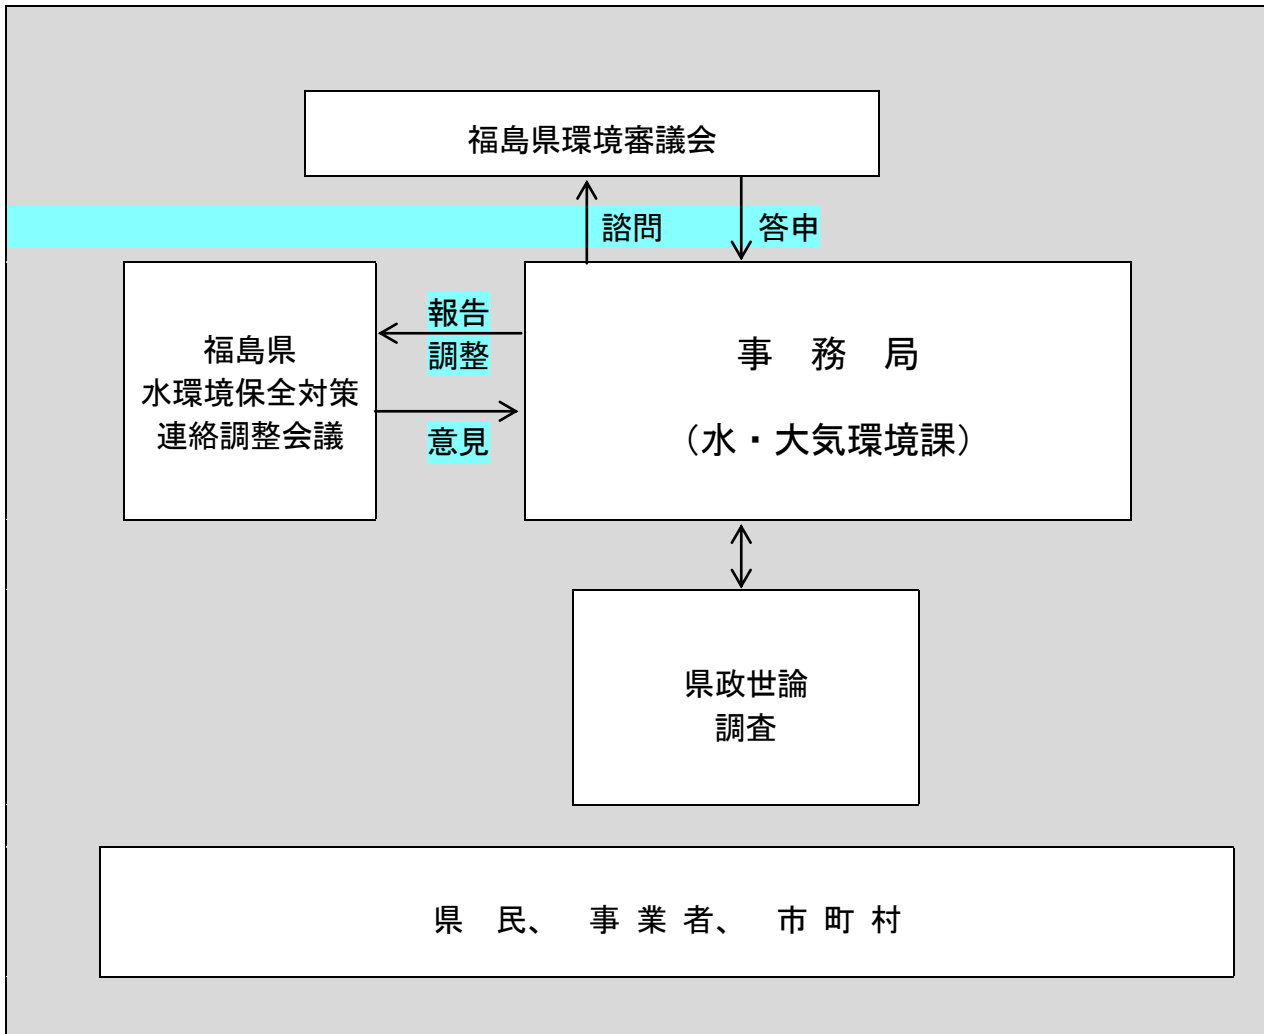 福島県環境審議会
諮問 答申
報告
調整
意見
福島県
水環境保全対策
連絡調整会議
事 務 局
(水・大気環境課)
県政世論
調査
県 民、 事 業 者、 市 町 村